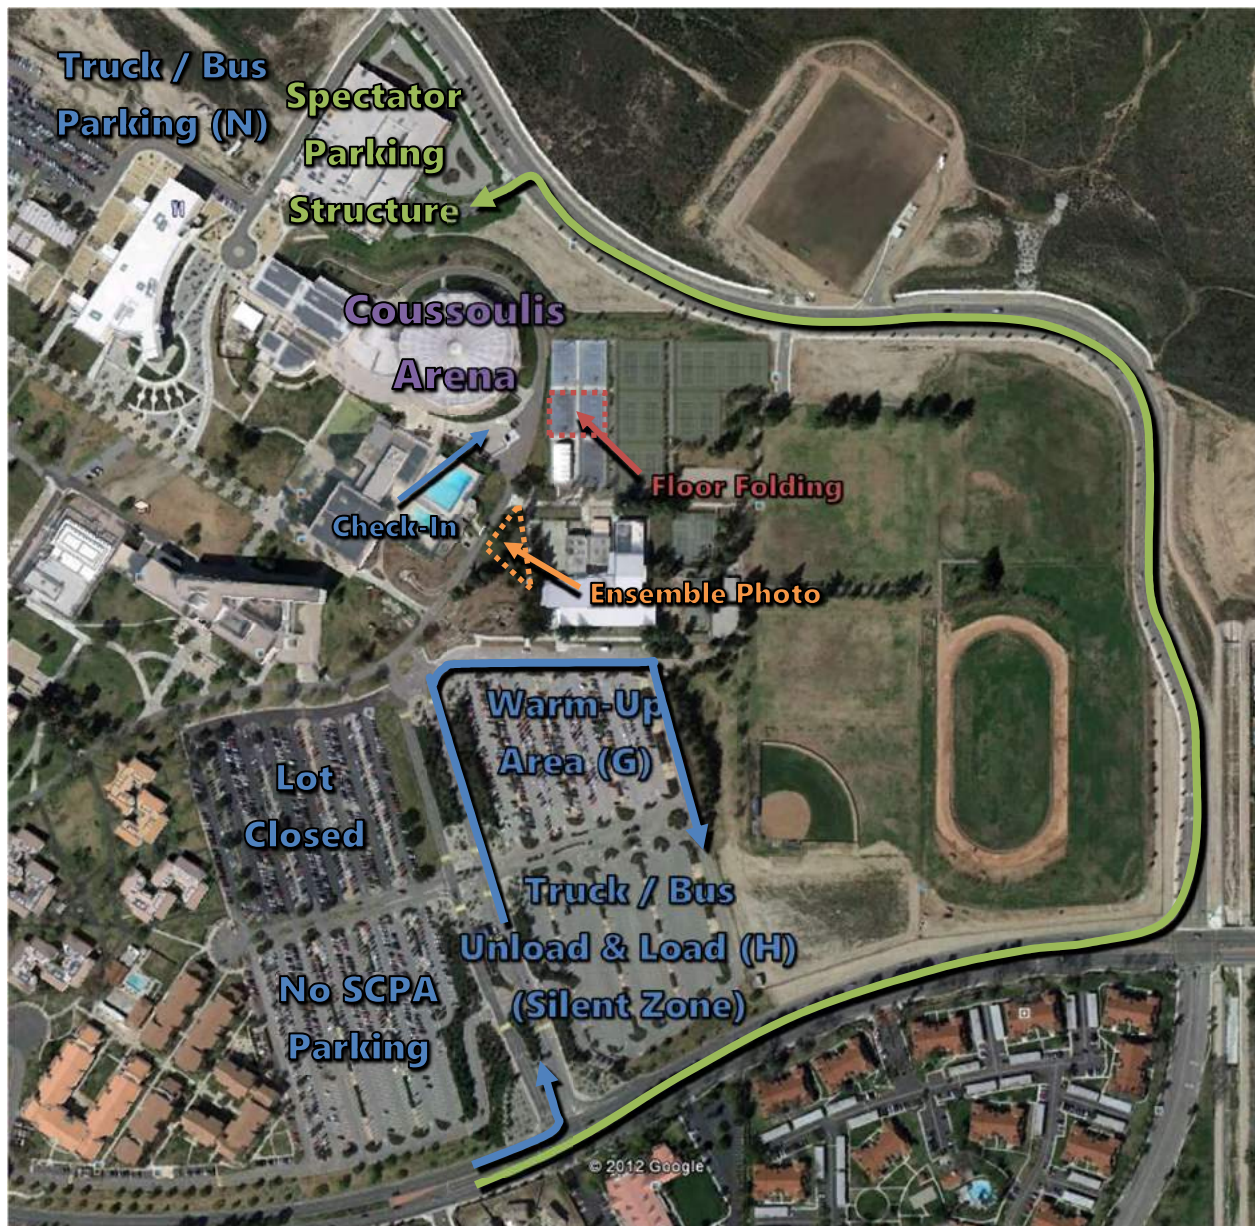 Truck / Bus
Parking (N)
Spectator
Parking
Structure
Coussoulis
Arena
Floor Folding
Check-In
Ensemble Photo
Warm-Up
Area (G)
Lot
Closed
Truck / Bus
Unload & Load (H)
(Silent Zone)
No SCPA
Parking
© 2012 Google